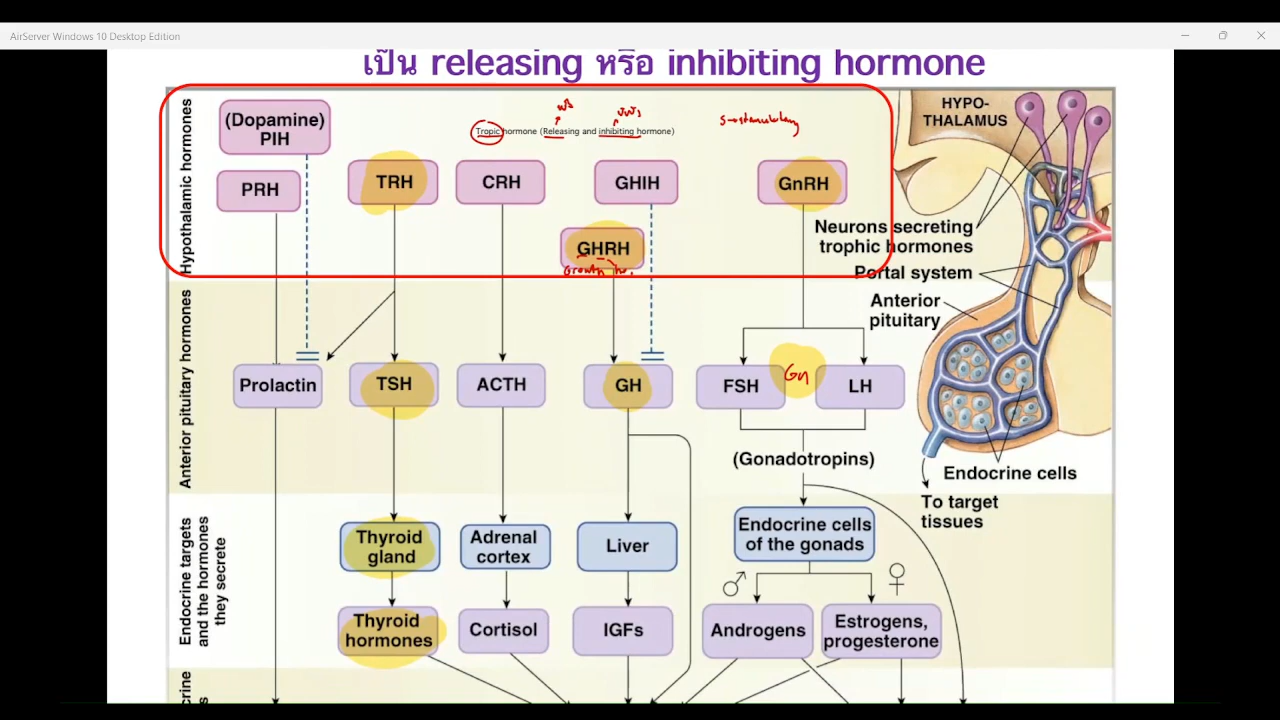 AirServer Windows 10 Desktop Edition
เป็น releasing หรือ inhibiting hormone
Hypothalamic hormones
(Dopamine)
PIH
PRH
TRH
Tropic hormone (Releasing and inhibiting hormone)
CRH
GHIH
GHRH
Growth ho.
S→stimulating
GnRH
HYPO-
THALAMUS
Neurons secreting
trophic hormones
Portal system
Anterior
pituitary
Anterior pituitary hormones
Prolactin
TSH
ACTH
GH
FSH
Gn
LH
(Gonadotropins)
Endocrine cells
To target
tissues
Endocrine targets
and the hormones
they secrete
Thyroid
gland
Adrenal
cortex
Liver
Endocrine cells
of the gonads
♂
♀
Thyroid
hormones
Cortisol
IGFs
Androgens
Estrogens,
progesterone